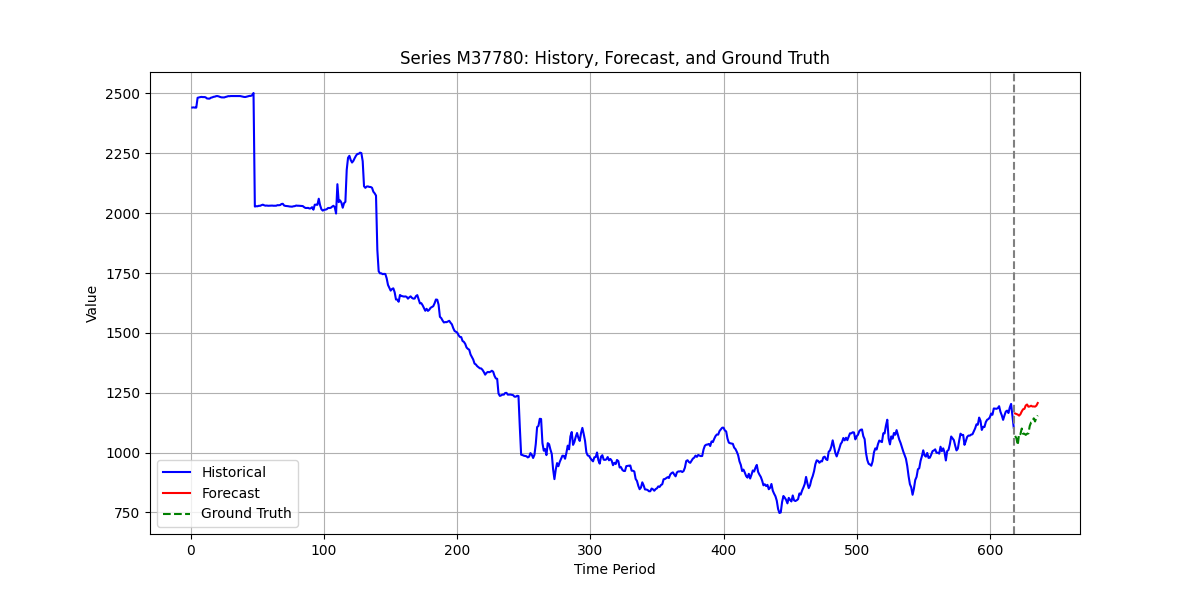 Series M37780: History, Forecast, and Ground Truth
Value
2500
2250
2000
1750
1500
1250
1000
750
Historical
Forecast
Ground Truth
0 100 200 300 400 500 600
Time Period